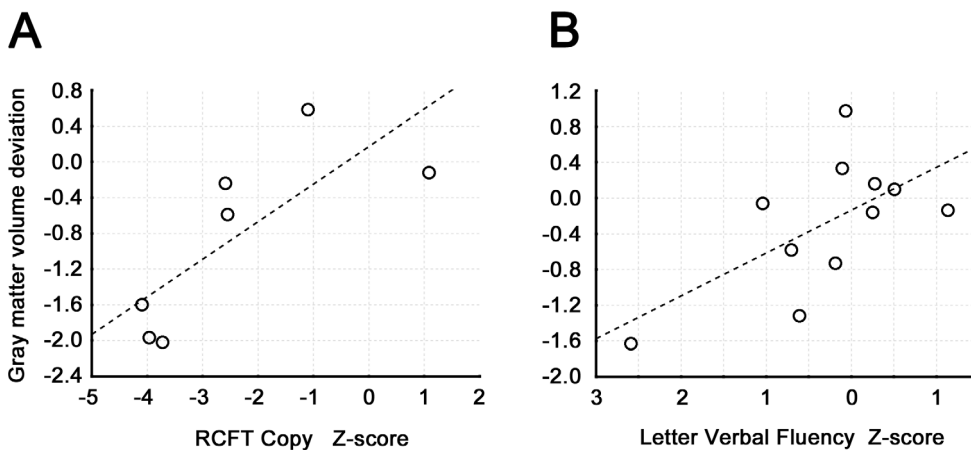 A
B
Gray matter volume deviation
0.8
0.4
0.0
-0.4
-0.8
-1.2
-1.6
-2.0
-2.4
-5 -4 -3 -2 -1 0 1 2
RCFT Copy Z-score
1.2
0.8
0.4
0.0
-0.4
-0.8
-1.2
-1.6
-2.0
3 2 1 0 1
Letter Verbal Fluency Z-score